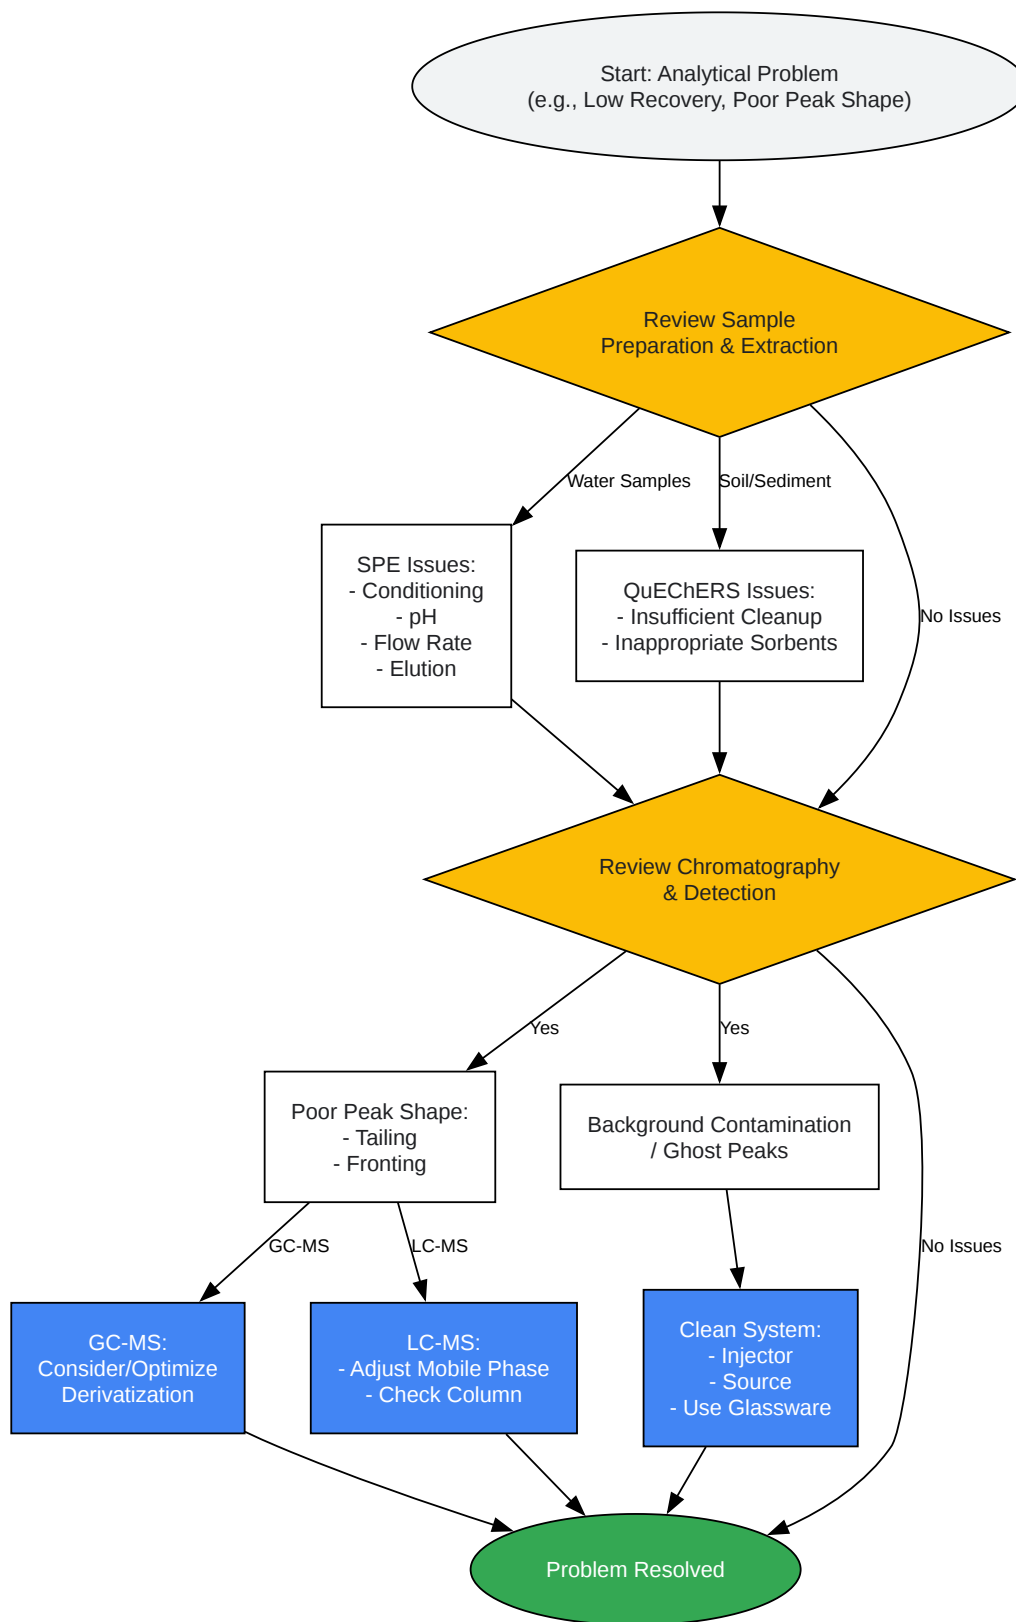 Start: Analytical Problem
(e.g., Low Recovery, Poor Peak Shape)
Review Sample
Preparation & Extraction
Water Samples
Soil/Sediment
No Issues
SPE Issues:
- Conditioning
- pH
- Flow Rate
- Elution
QuEChERS Issues:
- Insufficient Cleanup
- Inappropriate Sorbents
Review Chromatography
& Detection
Yes
Yes
No Issues
Poor Peak Shape:
- Tailing
- Fronting
Background Contamination
/ Ghost Peaks
GC-MS
LC-MS
GC-MS:
Consider/Optimize
Derivatization
LC-MS:
- Adjust Mobile Phase
- Check Column
Clean System:
- Injector
- Source
- Use Glassware
Problem Resolved